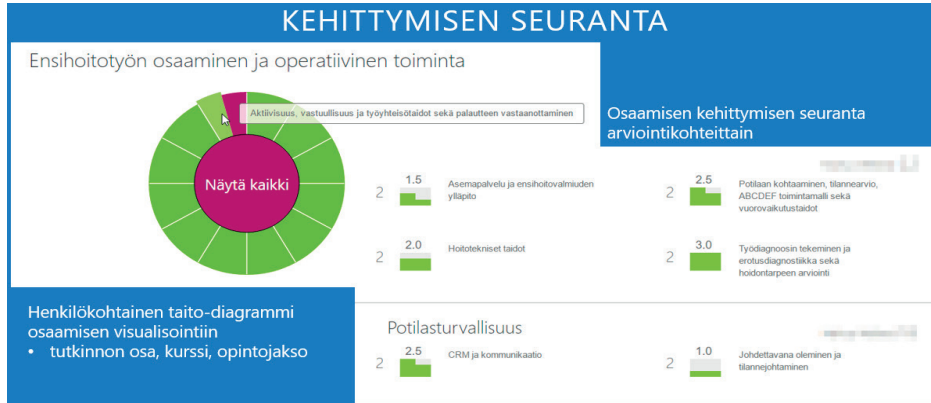 KEHITTYMISEN SEURANTA
Ensihoitotyön osaaminen ja operatiivinen toiminta
Aktiivisuus, vastuullisuus ja työyhteisötaidot sekä palautteen vastaanottaminen
Näytä kaikki
Osaamisen kehittymisen seuranta
arviointikohteittain
2
1.5
Asemapalvelu ja ensihoitovalmiuden
ylläpito
2
2.5
Potilaan kohtaaminen, tilannearvio,
ABCDEF toimintamalli sekä
vuorovaikutustaidot
2
2.0
Hoitotekniset taidot
2
3.0
Työdiagnoosin tekeminen ja
erotusdiagnostiikka sekä
hoidontarpeen arviointi
Henkilökohtainen taito-diagrammi
osaamisen visualisointiin
• tutkinnon osa, kurssi, opintojakso
Potilasturvallisuus
2
2.5
CRM ja kommunikaatio
2
1.0
Johdettavana oleminen ja
tilannejohtaminen